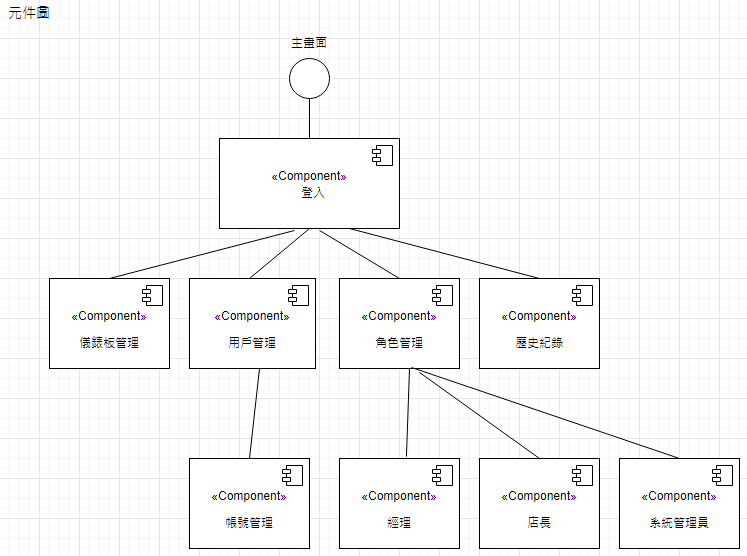 元件圖
主畫面
«Component»
登入
«Component»
儀錶板管理
«Component»
用戶管理
«Component»
角色管理
«Component»
歷史紀錄
«Component»
帳號管理
«Component»
經理
«Component»
店長
«Component»
系統管理員